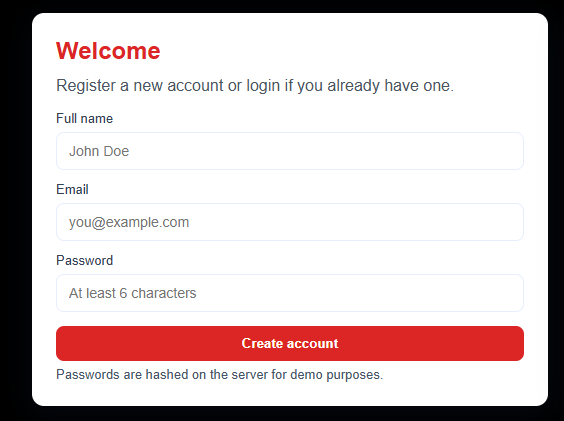 Welcome
Register a new account or login if you already have one.
Full name
John Doe
Email
you@example.com
Password
At least 6 characters
Create account
Passwords are hashed on the server for demo purposes.